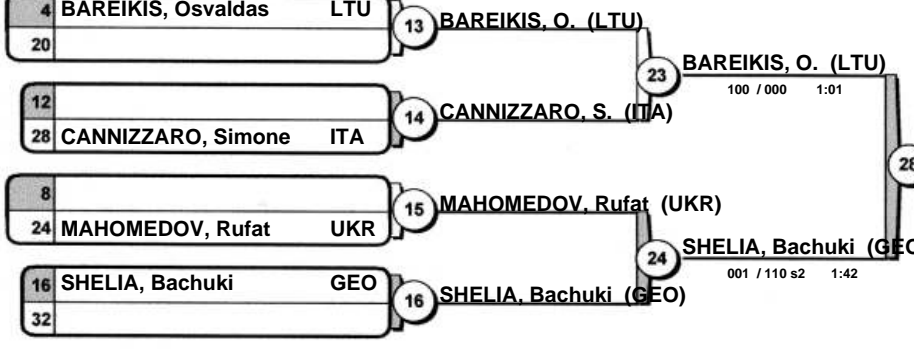 4 BAREIKIS, Osvaldas LTU
20
13 BAREIKIS, O. (LTU)
12
28 CANNIZZARO, Simone ITA
14 CANNIZZARO, S. (ITA)
23 BAREIKIS, O. (LTU)
100 / 000 1:01
8
24 MAHOMEDOV, Rufat UKR
15 MAHOMEDOV, Rufat (UKR)
16 SHELIA, Bachuki GEO
32
16 SHELIA, Bachuki (GEO)
24 SHELIA, Bachuki (GEO
001 / 110 s2 1:42
28